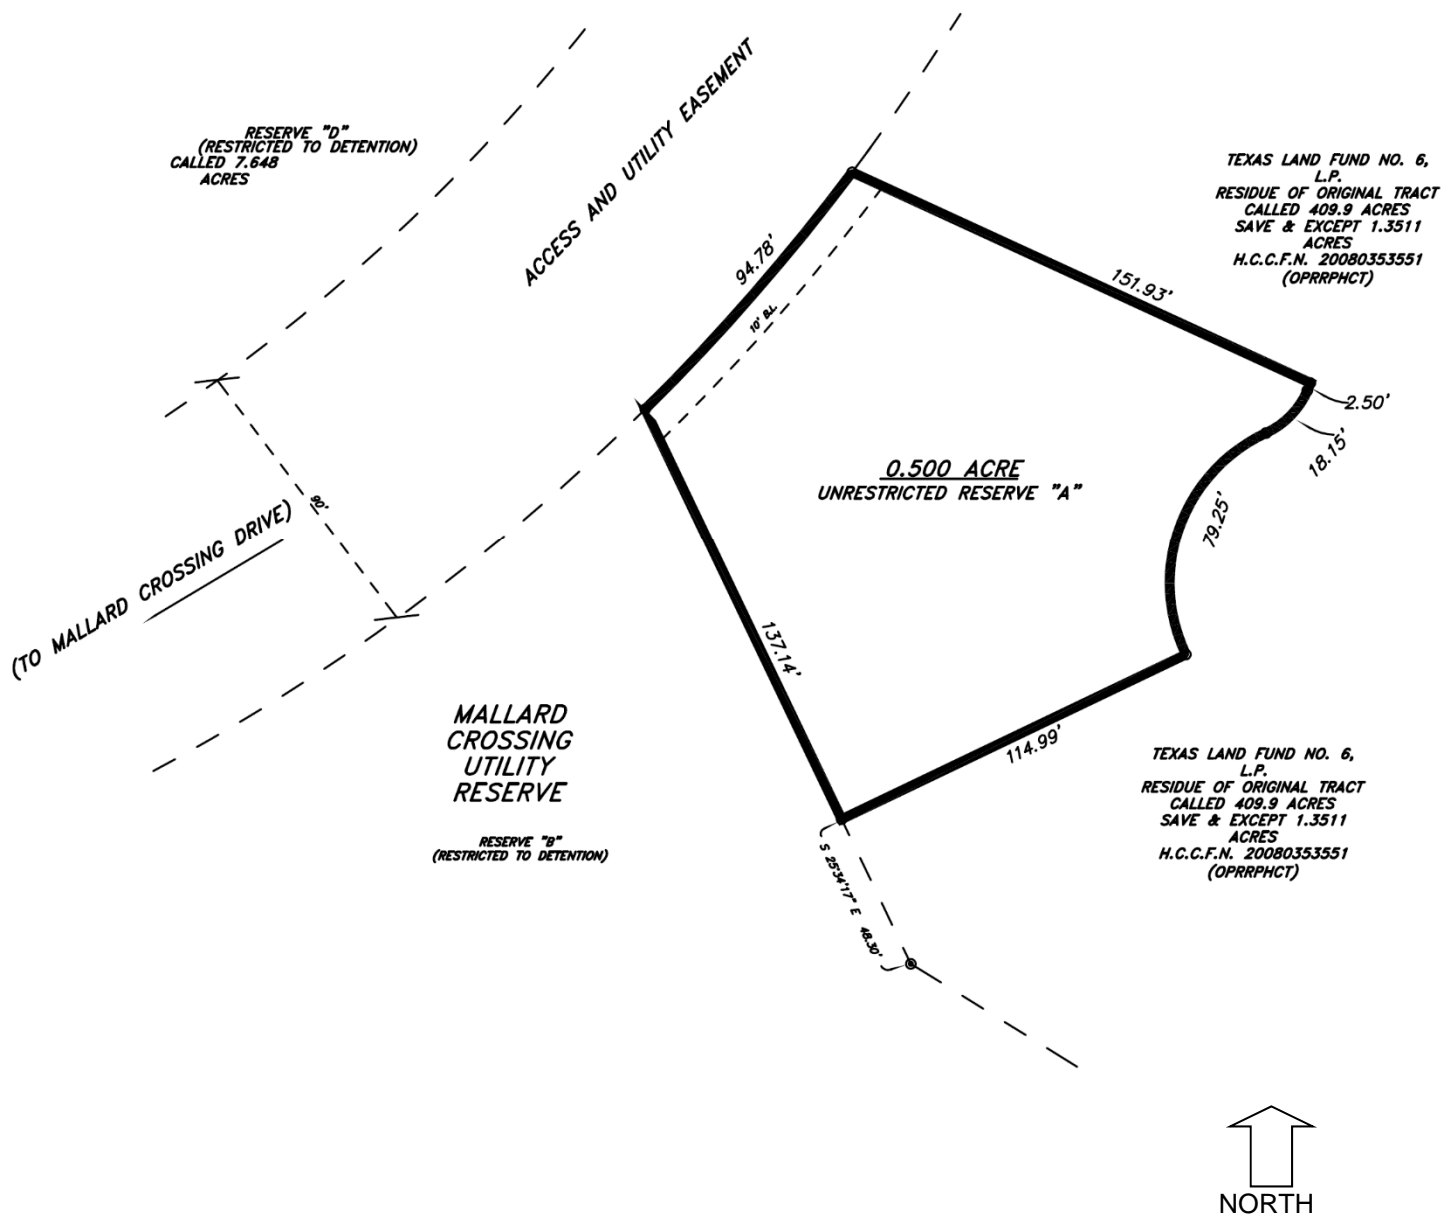 RESERVE "D"
(RESTRICTED TO DETENTION)
CALLED 7.648
ACRES
ACCESS AND UTILITY EASEMENT
TEXAS LAND FUND NO. 6,
L.P.
RESIDUE OF ORIGINAL TRACT
CALLED 409.9 ACRES
SAVE & EXCEPT 1.3511
ACRES
H.C.C.F.N. 20080353551
(OPRRPHCT)
94.78'
151.93'
10' B.L.
2.50'
18.15'
0.500 ACRE
UNRESTRICTED RESERVE "A"
79.25'
90'
(TO MALLARD CROSSING DRIVE)
137.14'
114.99'
MALLARD
CROSSING
UTILITY
RESERVE
RESERVE "B"
(RESTRICTED TO DETENTION)
TEXAS LAND FUND NO. 6,
L.P.
RESIDUE OF ORIGINAL TRACT
CALLED 409.9 ACRES
SAVE & EXCEPT 1.3511
ACRES
H.C.C.F.N. 20080353551
(OPRRPHCT)
S 25°34'17" E 48.30'
NORTH